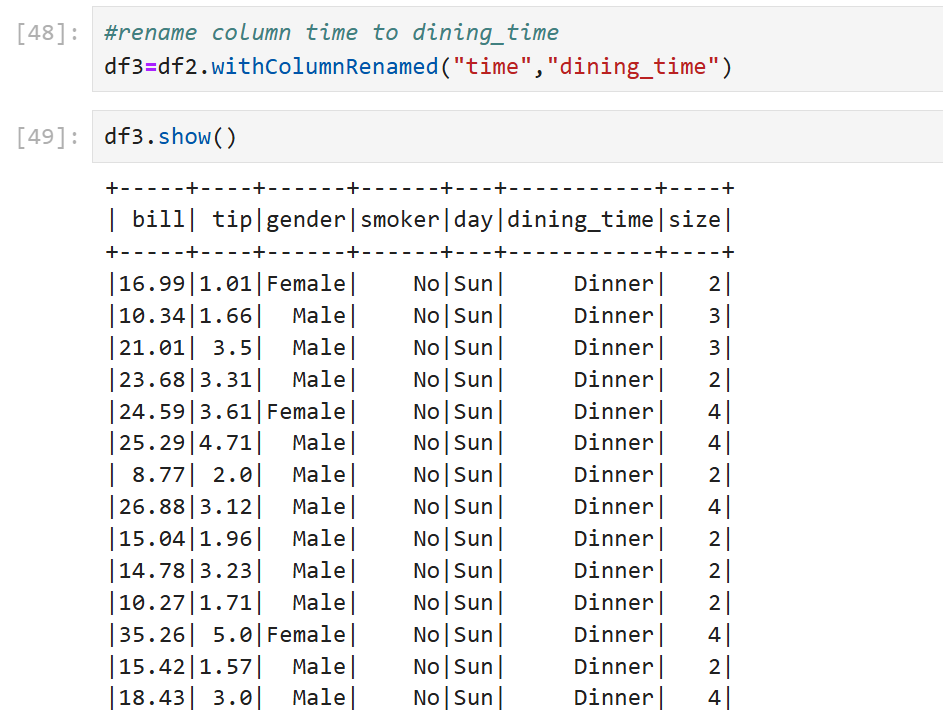 [48]: #rename column time to dining_time
df3=df2.withColumnRenamed("time","dining_time")
[49]: df3.show()
+-----+----+------+------+---+-----------+----+
| bill| tip|gender|smoker|day|dining_time|size|
+-----+----+------+------+---+-----------+----+
|16.99|1.01|Female|    No|Sun|     Dinner|   2|
|10.34|1.66|  Male|    No|Sun|     Dinner|   3|
|21.01| 3.5|  Male|    No|Sun|     Dinner|   3|
|23.68|3.31|  Male|    No|Sun|     Dinner|   2|
|24.59|3.61|Female|    No|Sun|     Dinner|   4|
|25.29|4.71|  Male|    No|Sun|     Dinner|   4|
| 8.77| 2.0|  Male|    No|Sun|     Dinner|   2|
|26.88|3.12|  Male|    No|Sun|     Dinner|   4|
|15.04|1.96|  Male|    No|Sun|     Dinner|   2|
|14.78|3.23|  Male|    No|Sun|     Dinner|   2|
|10.27|1.71|  Male|    No|Sun|     Dinner|   2|
|35.26| 5.0|Female|    No|Sun|     Dinner|   4|
|15.42|1.57|  Male|    No|Sun|     Dinner|   2|
|18.43| 3.0|  Male|    No|Sun|     Dinner|   4|